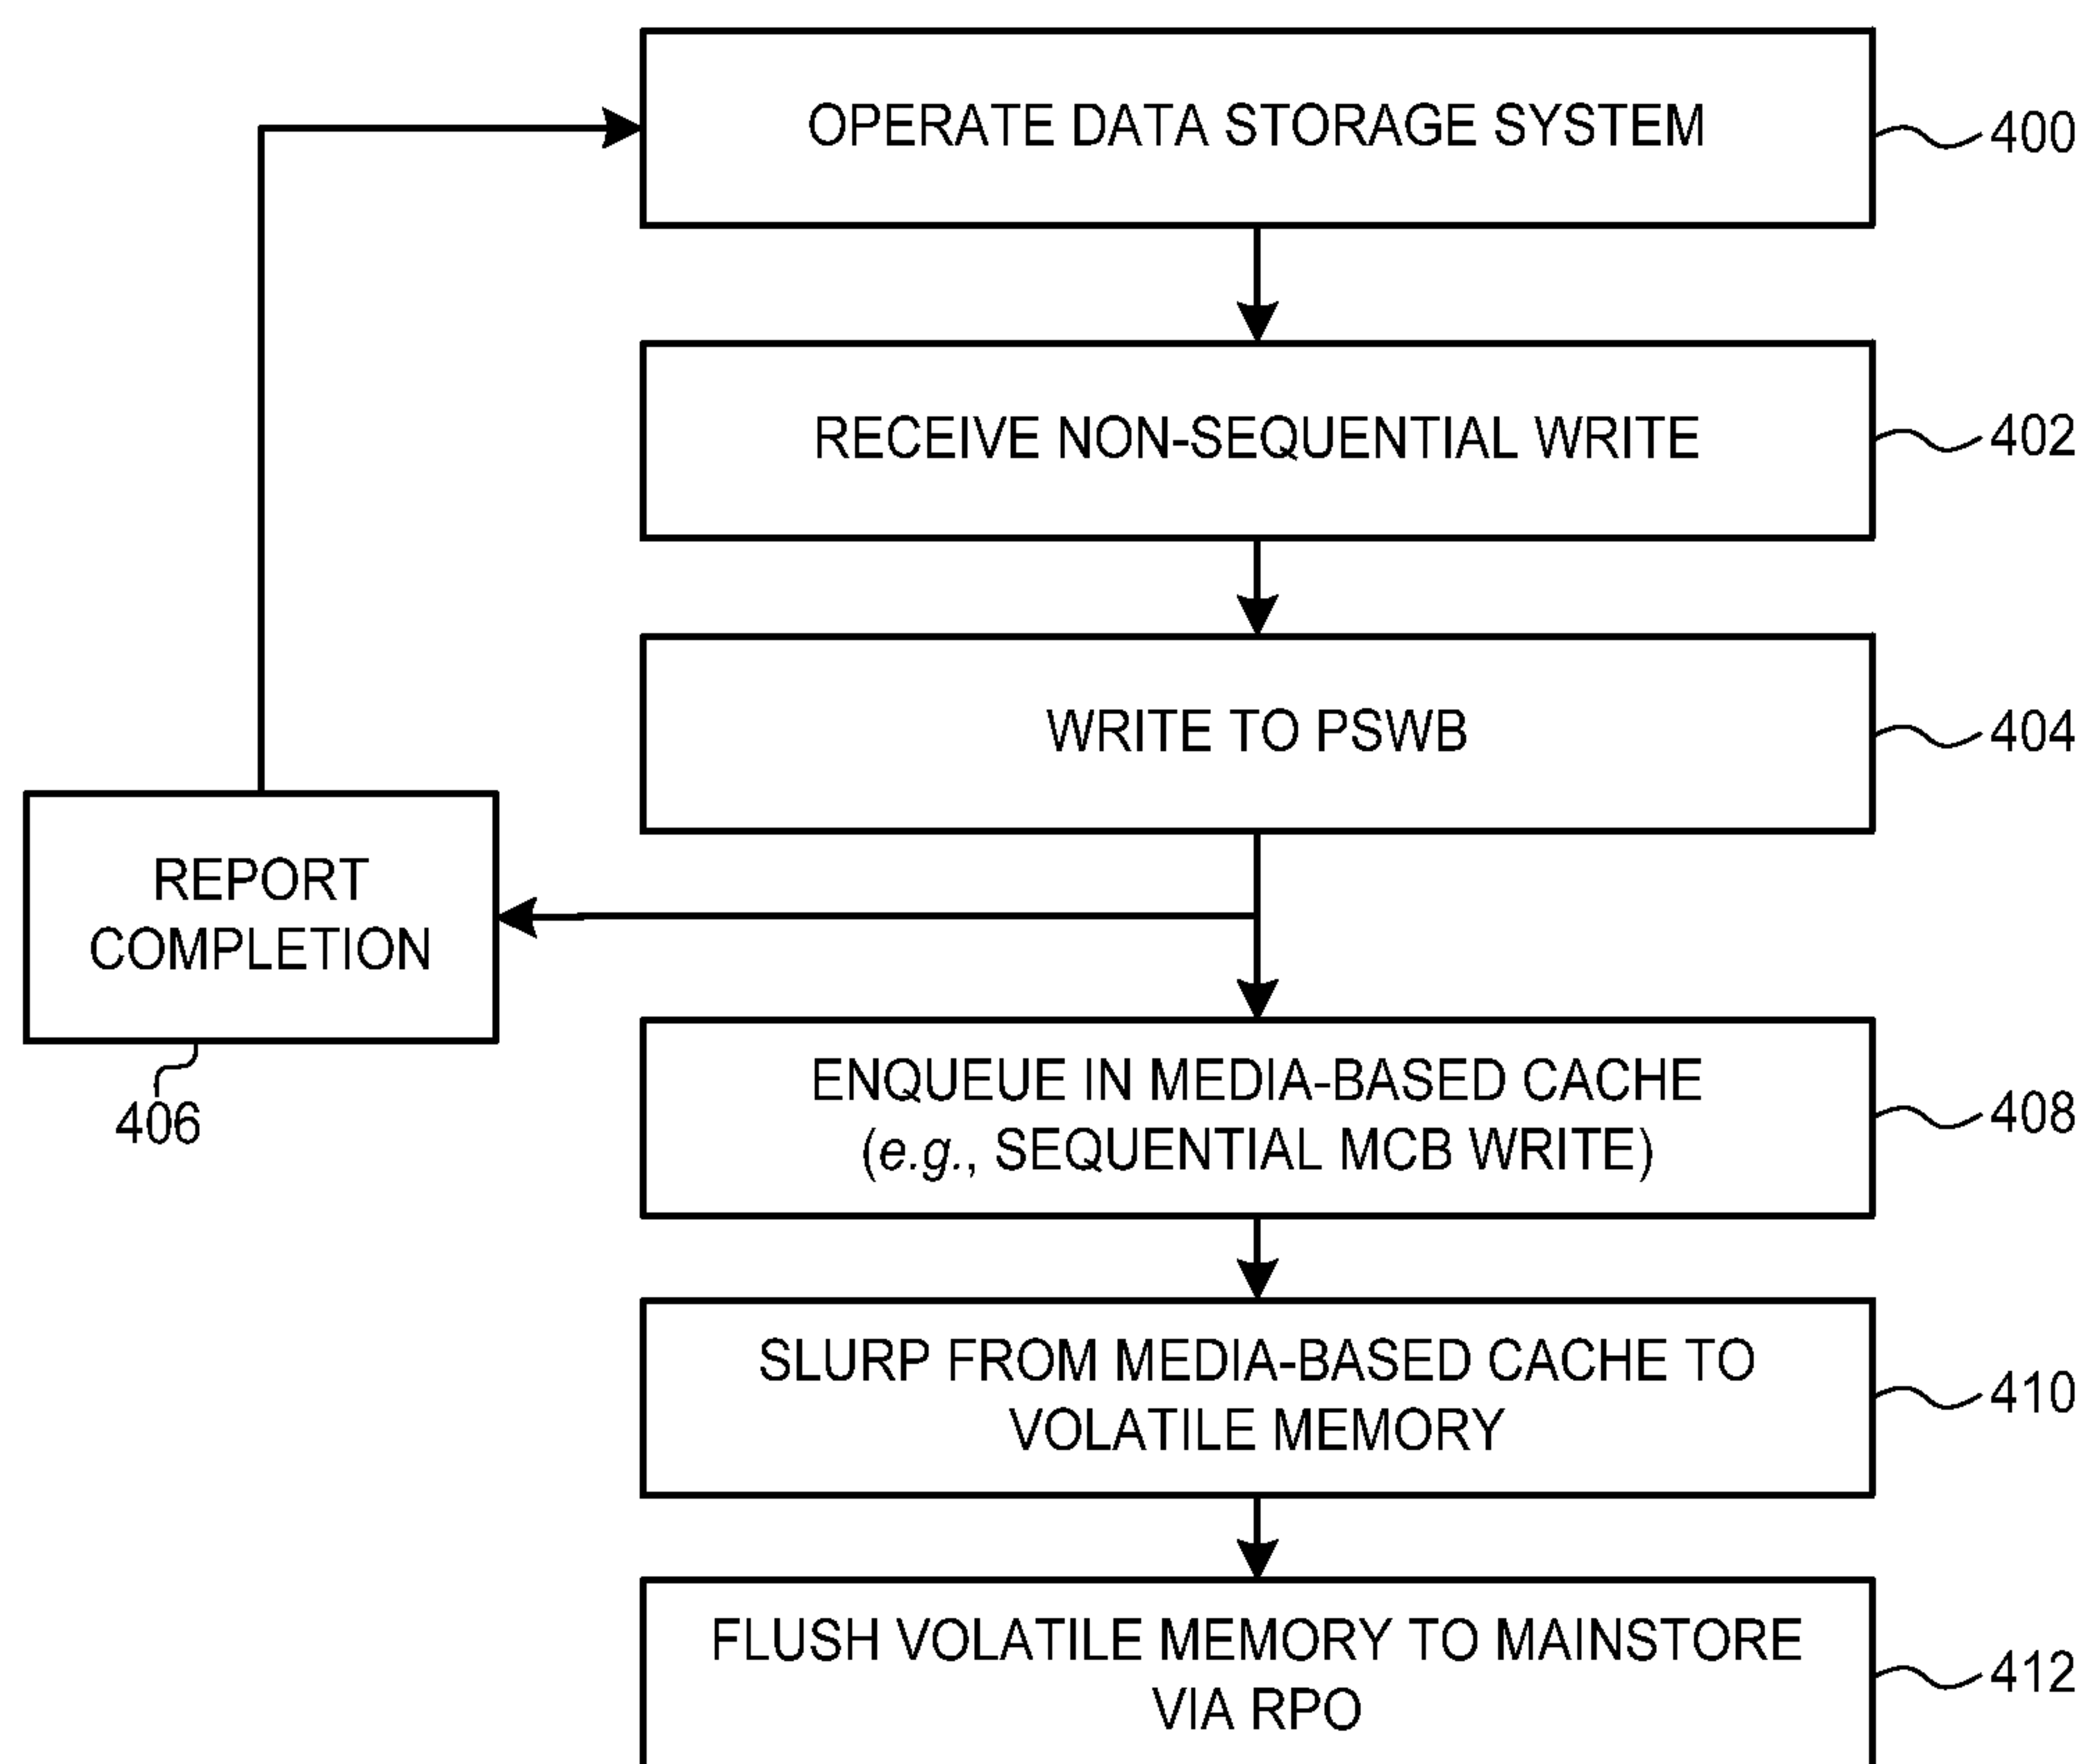 OPERATE DATA STORAGE SYSTEM
400
RECEIVE NON-SEQUENTIAL WRITE
402
WRITE TO PSWB
404
REPORT
COMPLETION
406
ENQUEUE IN MEDIA-BASED CACHE
(e.g., SEQUENTIAL MCB WRITE)
408
SLURP FROM MEDIA-BASED CACHE TO
VOLATILE MEMORY
410
FLUSH VOLATILE MEMORY TO MAINSTORE
VIA RPO
412